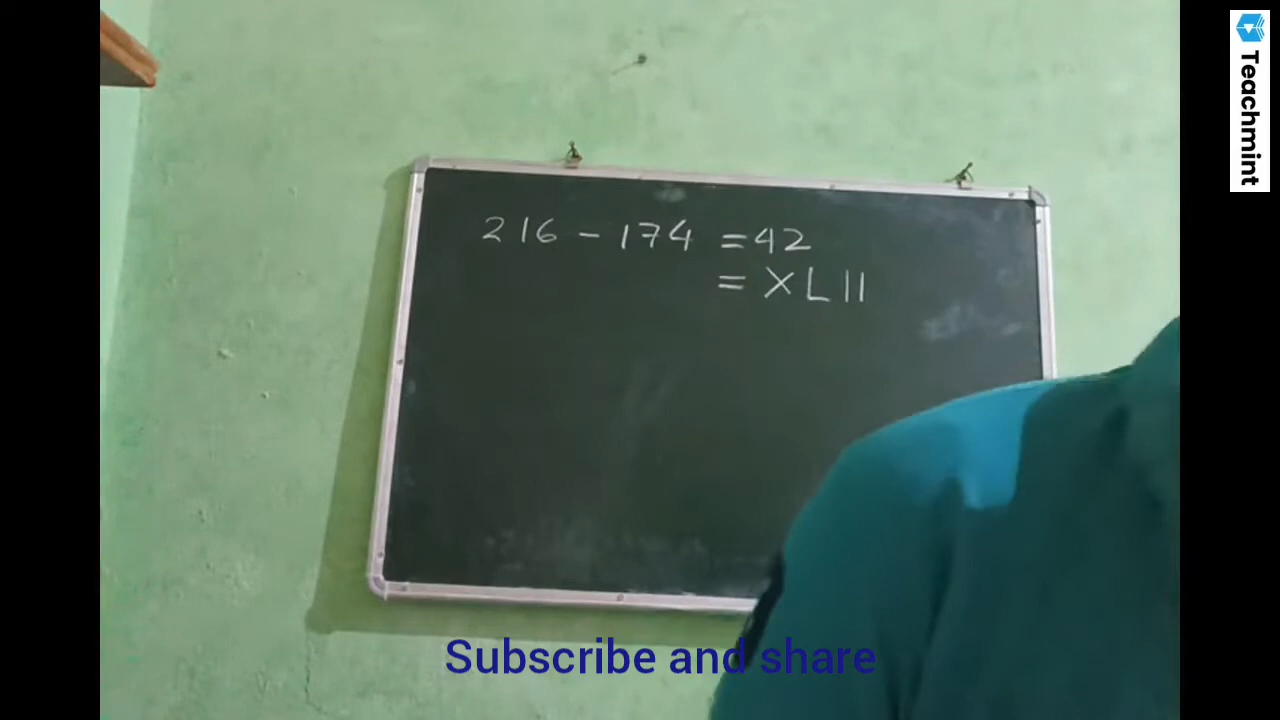 216 - 174 = 42
= XLII
Subscribe and share
Teachmint